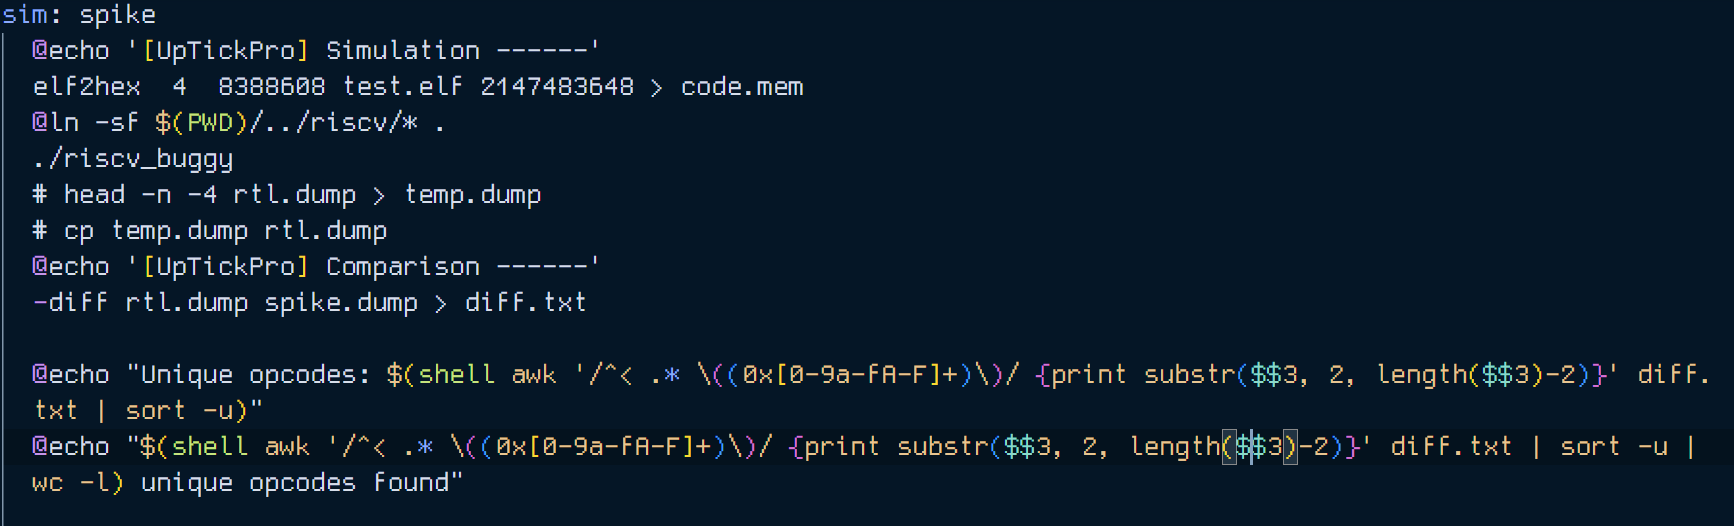 sim: spike
@echo '[UpTickPro] Simulation ------'
elf2hex  4  8388608 test.elf 2147483648 > code.mem
@ln -sf $(PWD)/../riscv/* .
./riscv_buggy
# head -n -4 rtl.dump > temp.dump
# cp temp.dump rtl.dump
@echo '[UpTickPro] Comparison ------'
-diff rtl.dump spike.dump > diff.txt
@echo "Unique opcodes: $(shell awk '/^< .* \((0x[0-9a-fA-F]+)\)/ {print substr($$3, 2, length($$3)-2)}' diff.
txt | sort -u)"
@echo "$(shell awk '/^< .* \((0x[0-9a-fA-F]+)\)/ {print substr($$3, 2, length($$3)-2)}' diff.txt | sort -u |
wc -l) unique opcodes found"